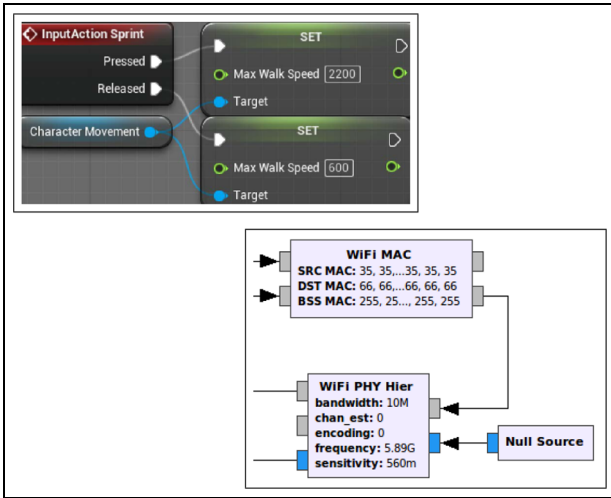 InputAction Sprint
Pressed
Released
Character Movement
SET
Max Walk Speed 2200
Target
SET
Max Walk Speed 600
Target
WiFi MAC
SRC MAC: 35, 35,...35, 35, 35
DST MAC: 66, 66,...66, 66, 66
BSS MAC: 255, 25..., 255, 255
WiFi PHY Hier
bandwidth: 10M
chan_est: 0
encoding: 0
frequency: 5.89G
sensitivity: 560m
Null Source